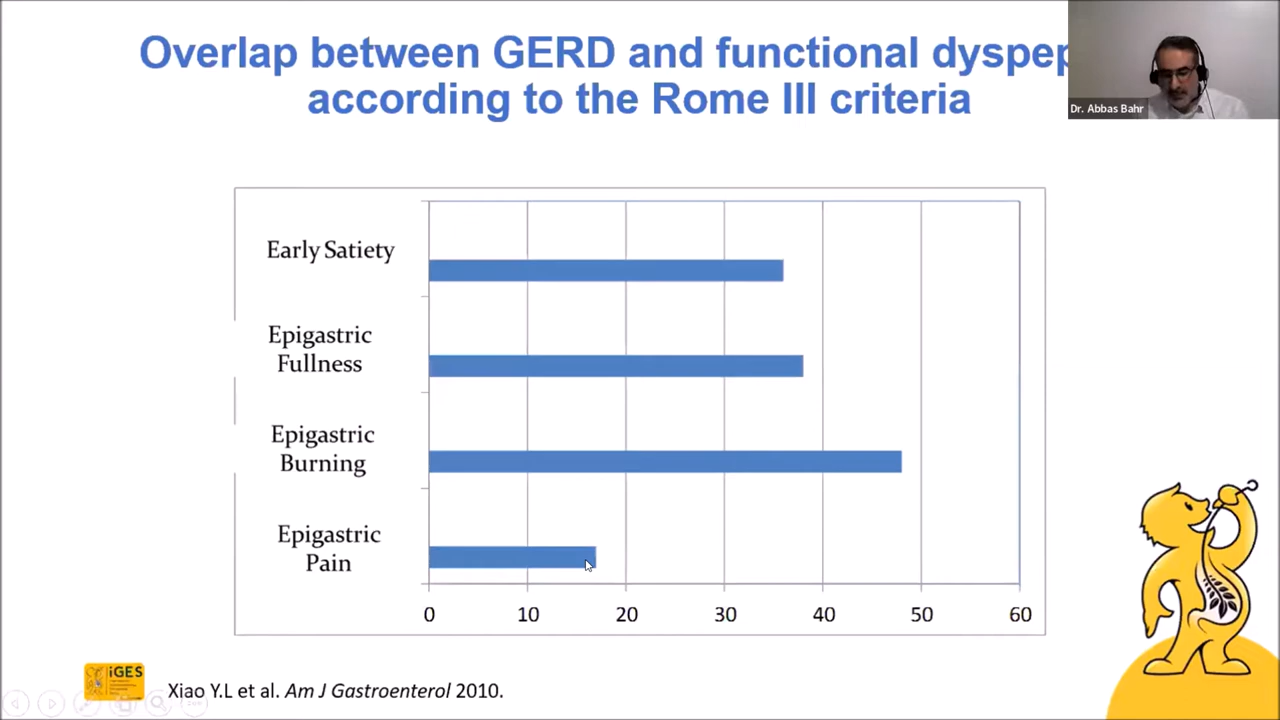 Overlap between GERD and functional dyspep
according to the Rome III criteria
Dr. Abbas Bahr
Early Satiety
Epigastric
Fullness
Epigastric
Burning
Epigastric
Pain
0 10 20 30 40 50 60
iGES
Xiao Y.L et al. Am J Gastroenterol 2010.